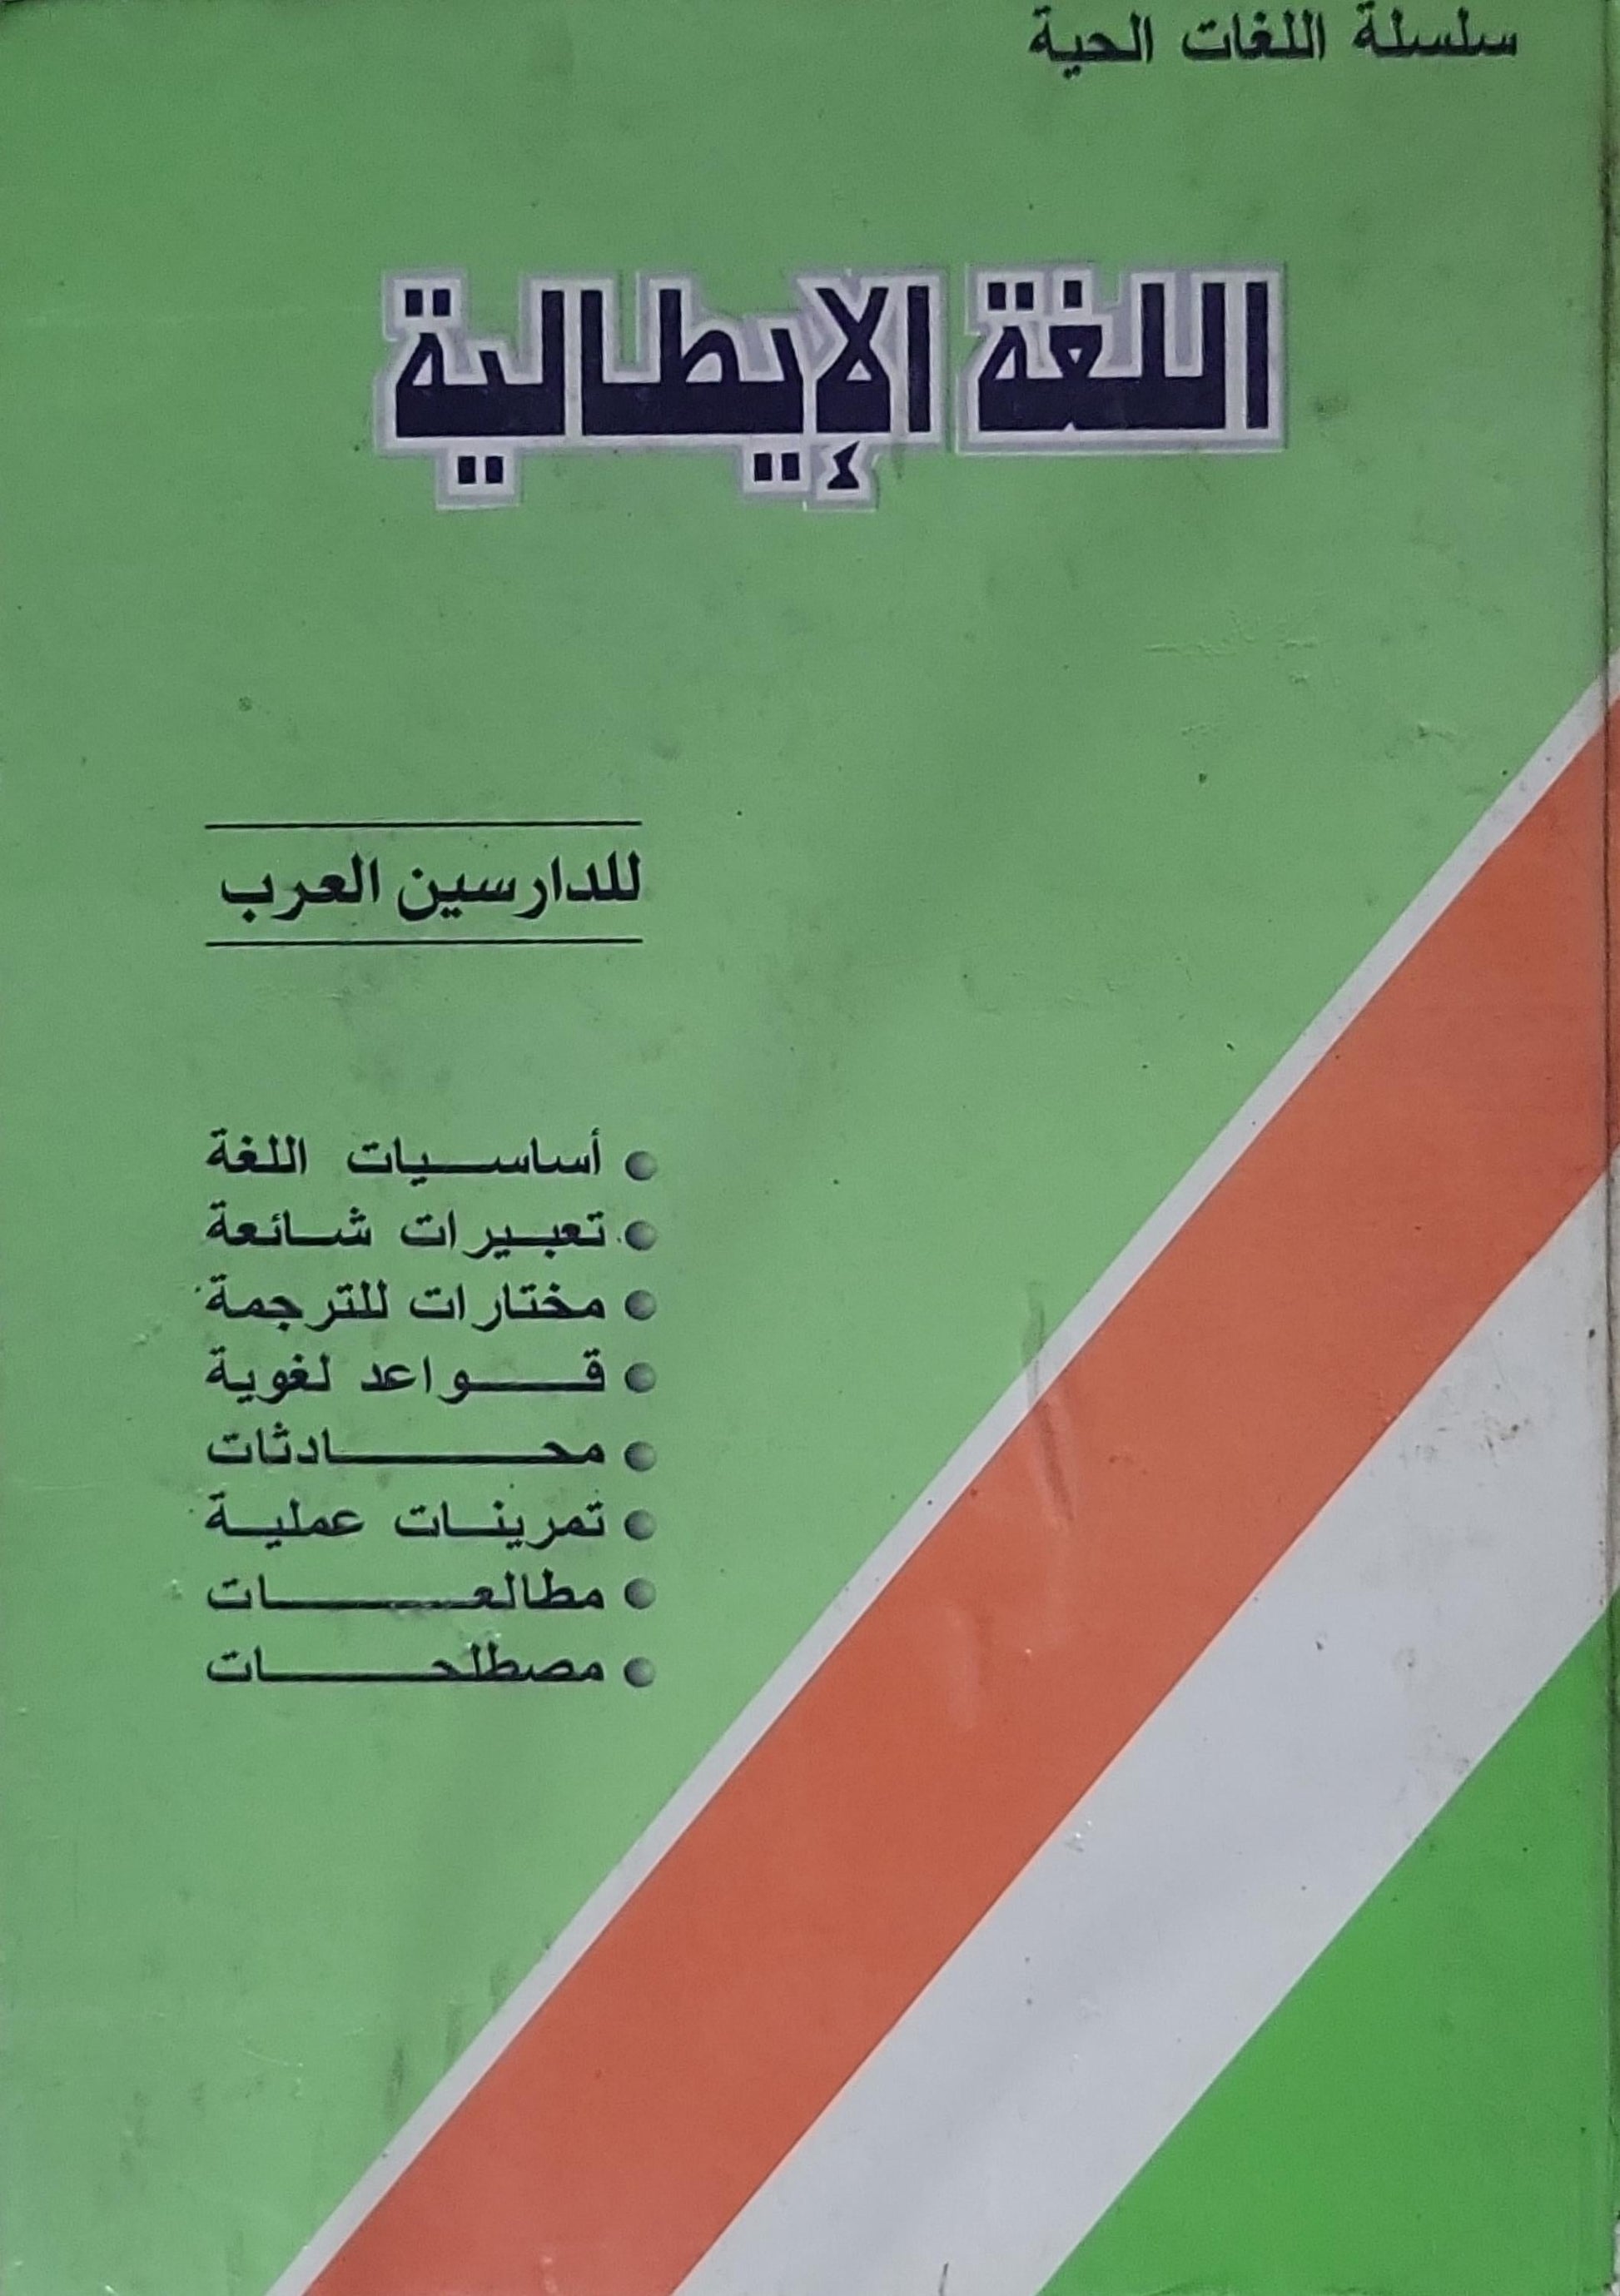 سلسلة اللغات الحية
اللغة الإيطالية
للدارسين العرب
أساسيات اللغة
تعبيرات شائعة
مختارات للترجمة
قواعد لغوية
محادثات
تمرينات عملية
مطالعات
مصطلحات